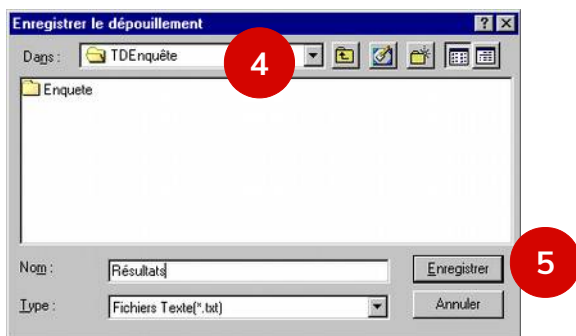 Enregistrer le dépouillement
Dans : TDEnquête
4
Enquete
Nom : Résultats Enregistrer
5
Type : Fichiers Texte(*.txt) Annuler